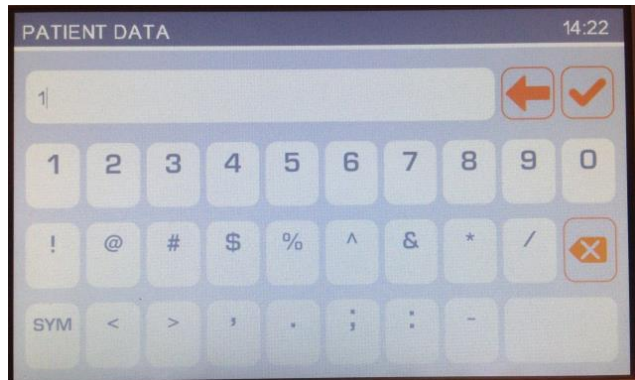 PATIENT DATA 14:22
1
1 2 3 4 5 6 7 8 9 0
! @ # $ % ^ & * /
SYM < > , . ; : -